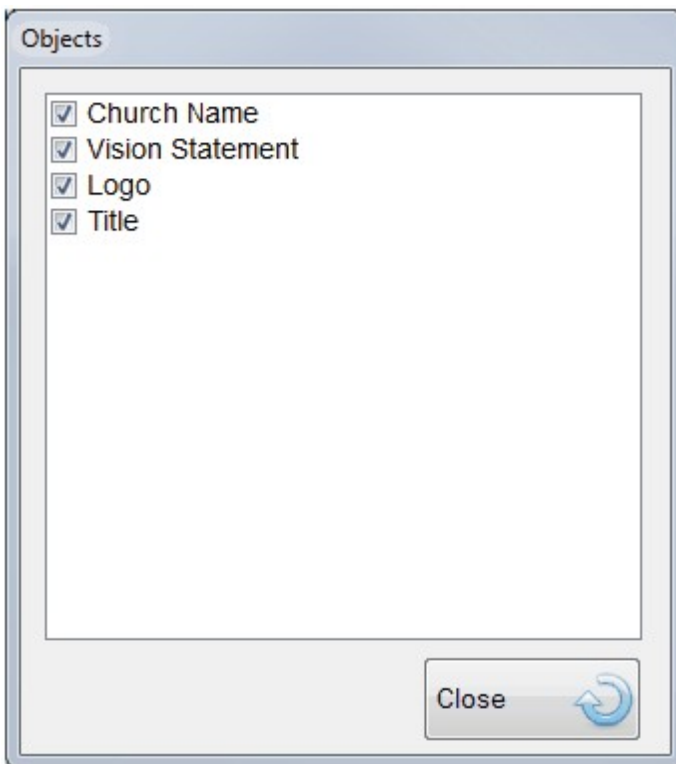 Objects
Church Name
Vision Statement
Logo
Title
Close